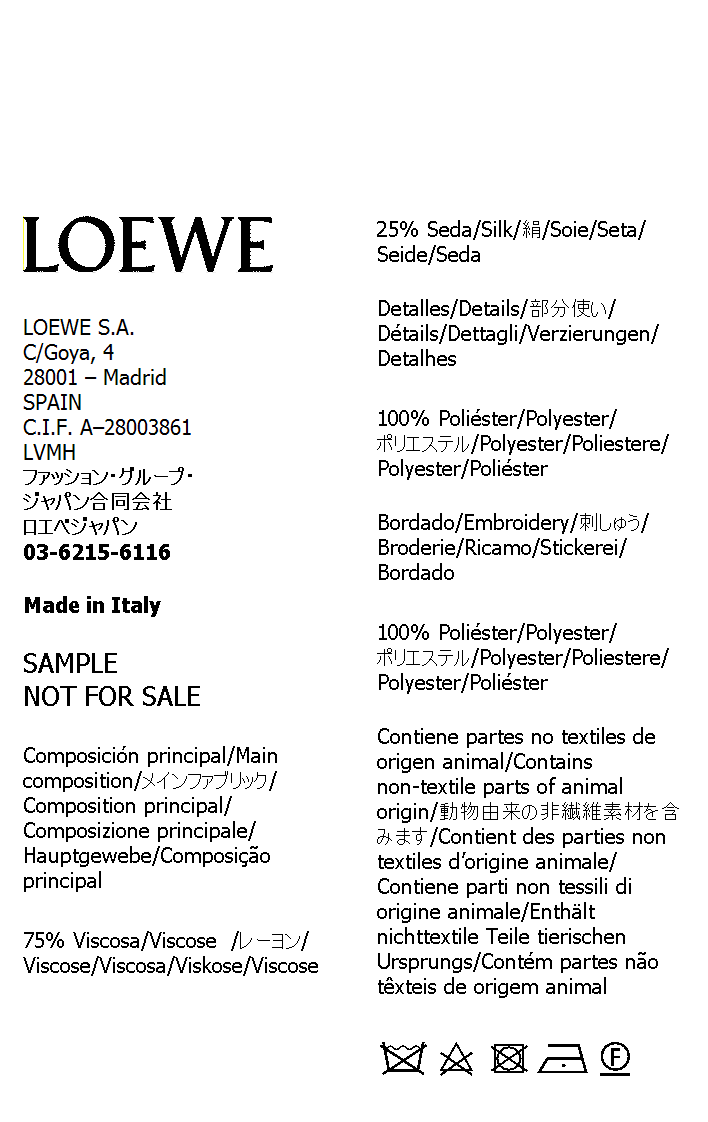 LOEWE
LOEWE S.A.
C/Goya, 4
28001 – Madrid
SPAIN
C.I.F. A–28003861
LVMH
ファッション・グループ・
ジャパン合同会社
ロエベジャパン
03-6215-6116
Made in Italy
SAMPLE
NOT FOR SALE
Composición principal/Main
composition/メインファブリック/
Composition principal/
Composizione principale/
Hauptgewebe/Composição
principal
75% Viscosa/Viscose /レーヨン/
Viscose/Viscosa/Viskose/Viscose
25% Seda/Silk/絹/Soie/Seta/
Seide/Seda
Detalles/Details/部分使い/
Détails/Dettagli/Verzierungen/
Detalhes
100% Poliéster/Polyester/
ポリエステル/Polyester/Poliestere/
Polyester/Poliéster
Bordado/Embroidery/刺しゅう/
Broderie/Ricamo/Stickerei/
Bordado
100% Poliéster/Polyester/
ポリエステル/Polyester/Poliestere/
Polyester/Poliéster
Contiene partes no textiles de
origen animal/Contains
non-textile parts of animal
origin/動物由来の非繊維素材を含
みます/Contient des parties non
textiles d’origine animale/
Contiene parti non tessili di
origine animale/Enthält
nichttextile Teile tierischen
Ursprungs/Contém partes não
têxteis de origem animal
F